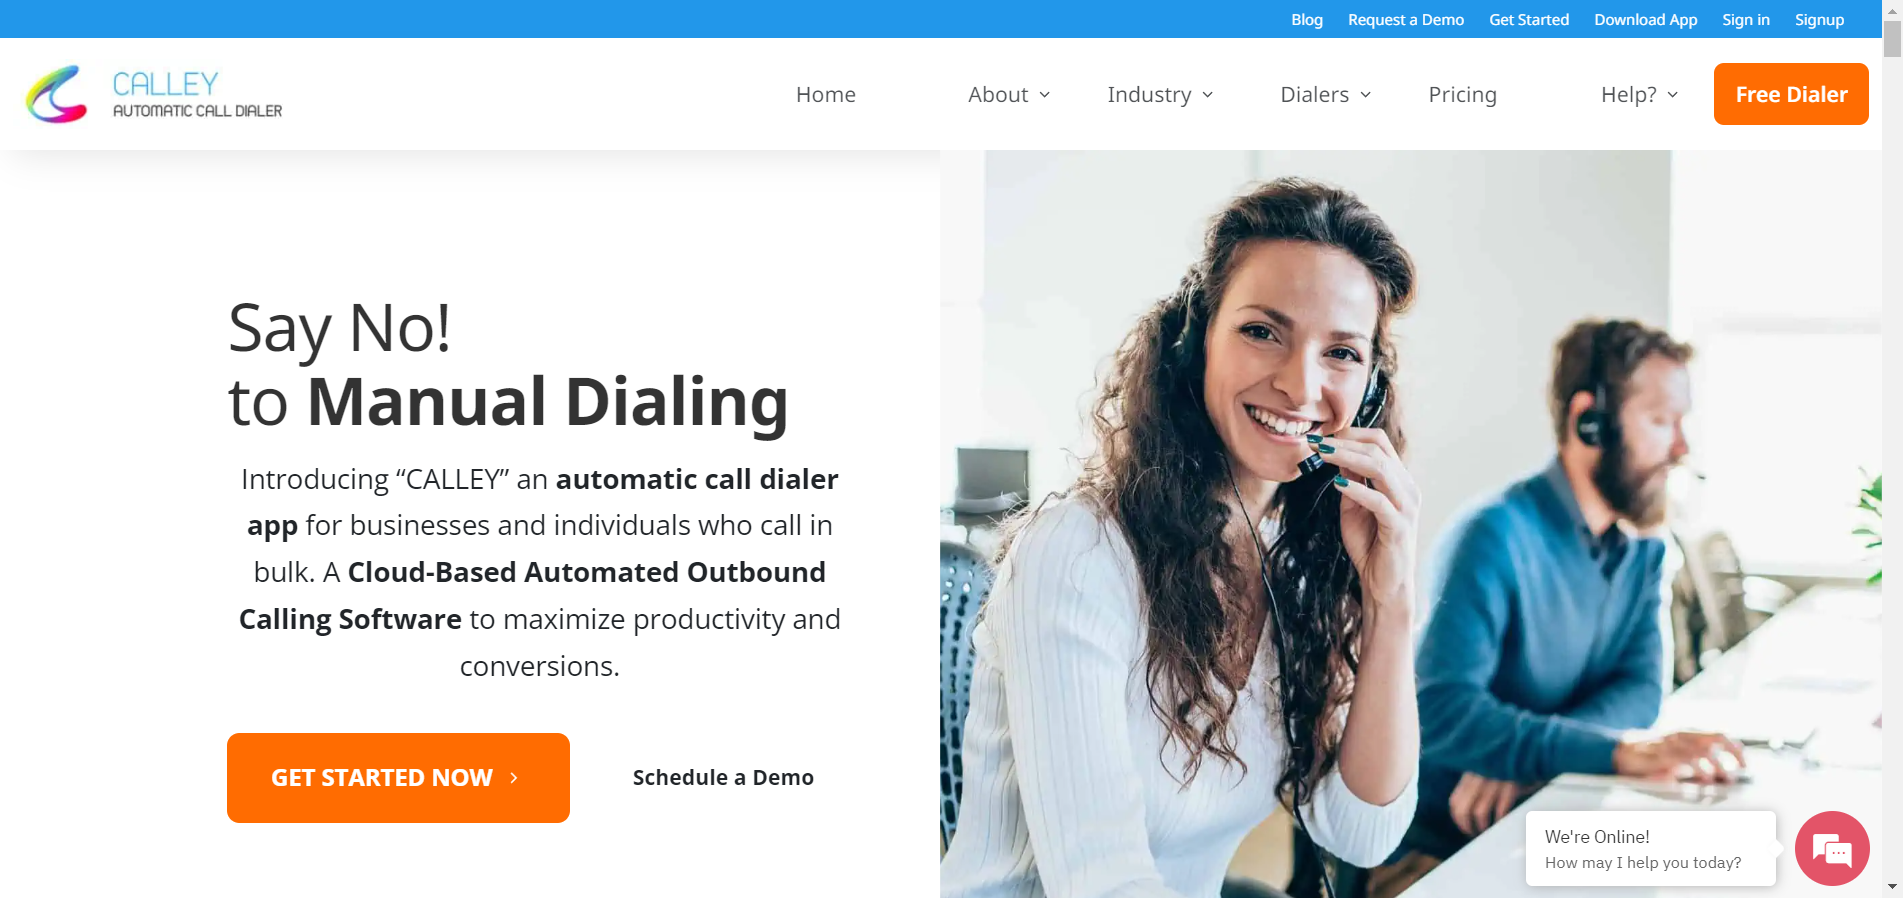 Blog Request a Demo Get Started Download App Sign in Signup
CALLEY
AUTOMATIC CALL DIALER
Home About Industry Dialers Pricing Help? Free Dialer
Say No!
to Manual Dialing
Introducing “CALLEY” an automatic call dialer
app for businesses and individuals who call in
bulk. A Cloud-Based Automated Outbound
Calling Software to maximize productivity and
conversions.
GET STARTED NOW Schedule a Demo
We're Online!
How may I help you today?